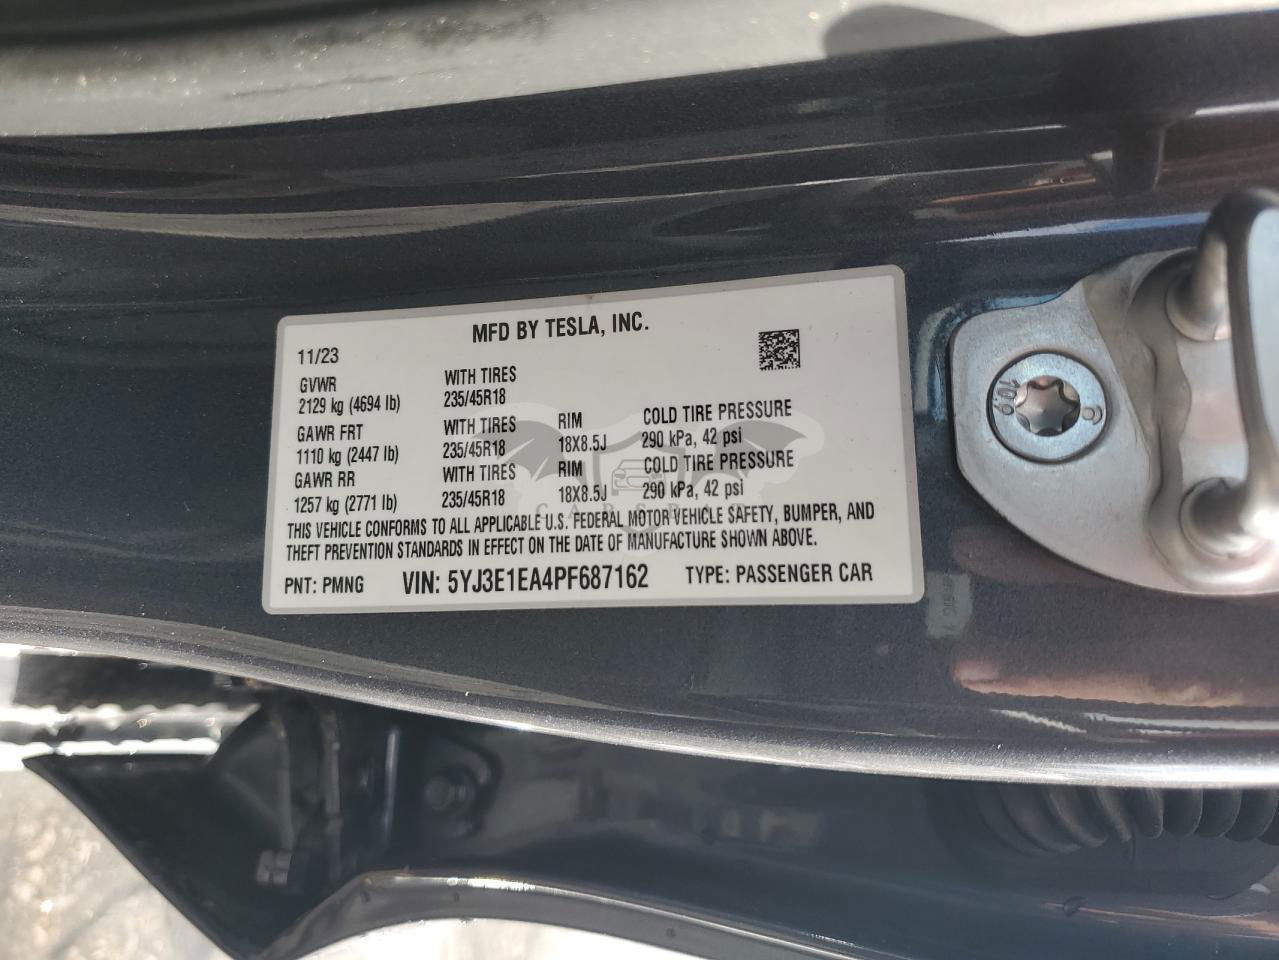 MFD BY TESLA, INC.
11/23
GVWR
2129 kg (4694 lb)
WITH TIRES
235/45R18
GAWR FRT
1110 kg (2447 lb)
WITH TIRES
235/45R18
RIM
18X8.5J
COLD TIRE PRESSURE
290 kPa, 42 psi
GAWR RR
1257 kg (2771 lb)
WITH TIRES
235/45R18
RIM
18X8.5J
COLD TIRE PRESSURE
290 kPa, 42 psi
THIS VEHICLE CONFORMS TO ALL APPLICABLE U.S. FEDERAL MOTOR VEHICLE SAFETY, BUMPER, AND
THEFT PREVENTION STANDARDS IN EFFECT ON THE DATE OF MANUFACTURE SHOWN ABOVE.
PNT: PMNG VIN: 5YJ3E1EA4PF687162 TYPE: PASSENGER CAR
10.9